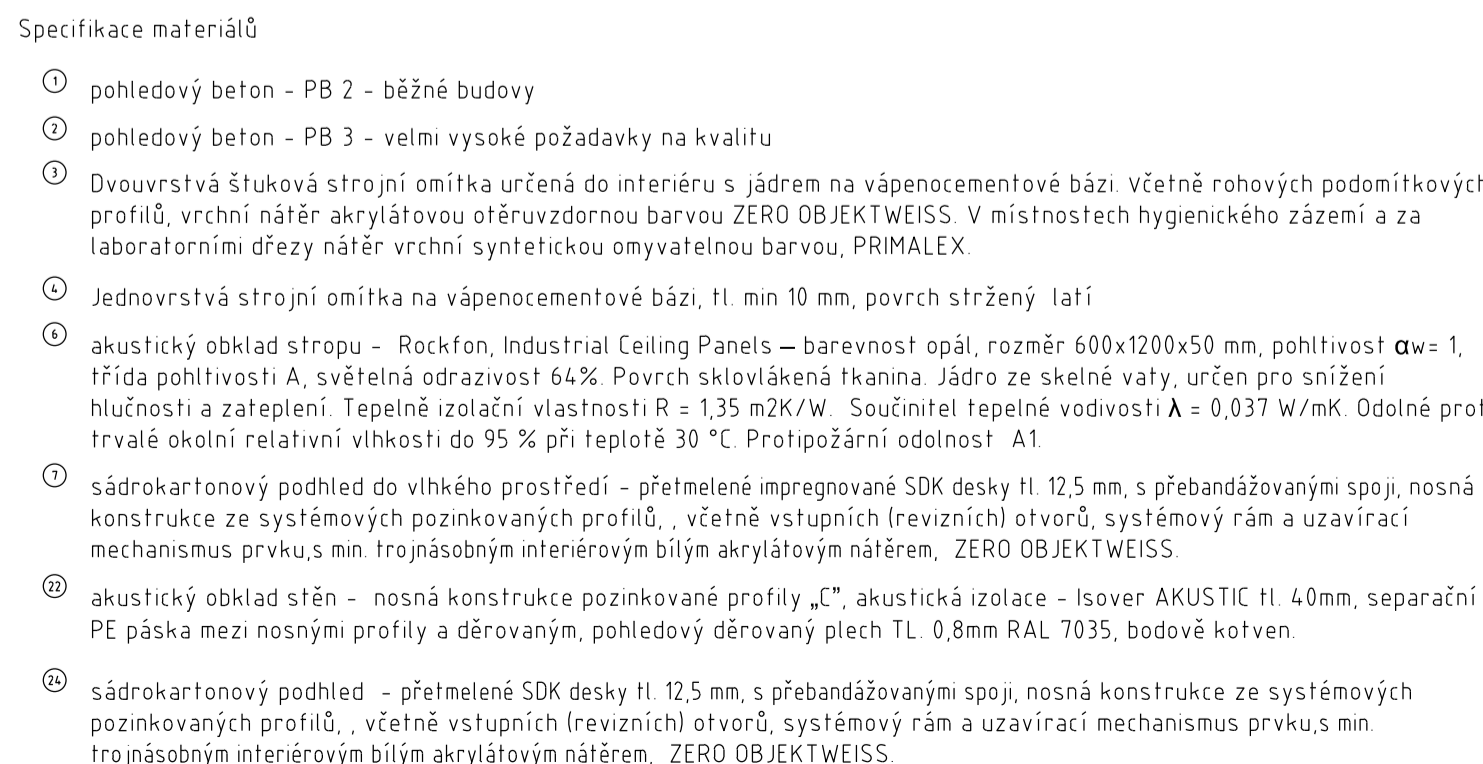 Specifikace materiálů
① pohledový beton - PB 2 - běžné budovy
② pohledový beton - PB 3 - velmi vysoké požadavky na kvalitu
③ Dvouvrstvá štuková strojní omítka určená do interiéru s jádrem na vápenocementové bázi. Včetně rohových podomítkových
profilů, vrchní nátěr akrylátovou otěruvzdornou barvou ZERO OBJEKTWEISS. V místnostech hygienického zázemí a za
laboratorními dřezy nátěr vrchní syntetickou omyvatelnou barvou, PRIMALEX.
④ Jednovrstvá strojní omítka na vápenocementové bázi, tl. min 10 mm, povrch stržený latí
⑥ akustický obklad stropu - Rockfon, Industrial Ceiling Panels – barevnost opál, rozměr 600x1200x50 mm, pohltivost αw= 1,
třída pohltivosti A, světelná odrazivost 64%. Povrch sklovlákená tkanina. Jádro ze skelné vaty, určen pro snížení
hlučnosti a zateplení. Tepelně izolační vlastnosti R = 1,35 m2K/W. Součinitel tepelné vodivosti λ = 0,037 W/mK. Odolné prot
trvalé okolní relativní vlhkosti do 95 % při teplotě 30 °C. Protipožární odolnost A1.
⑦ sádrokartonový podhled do vlhkého prostředí - přetmelené impregnované SDK desky tl. 12,5 mm, s přebandážovanými spoji, nosná
konstrukce ze systémových pozinkovaných profilů, , včetně vstupních (revizních) otvorů, systémový rám a uzavírací
mechanismus prvku,s min. trojnásobným interiérovým bílým akrylátovým nátěrem, ZERO OBJEKTWEISS.
㉒ akustický obklad stěn - nosná konstrukce pozinkované profily „C”, akustická izolace - Isover AKUSTIC tl. 40mm, separační
PE páska mezi nosnými profily a děrovaným, pohledový děrovaný plech TL. 0,8mm RAL 7035, bodově kotven.
㉔ sádrokartonový podhled - přetmelené SDK desky tl. 12,5 mm, s přebandážovanými spoji, nosná konstrukce ze systémových
pozinkovaných profilů, , včetně vstupních (revizních) otvorů, systémový rám a uzavírací mechanismus prvku,s min.
trojnásobným interiérovým bílým akrylátovým nátěrem, ZERO OBJEKTWEISS.